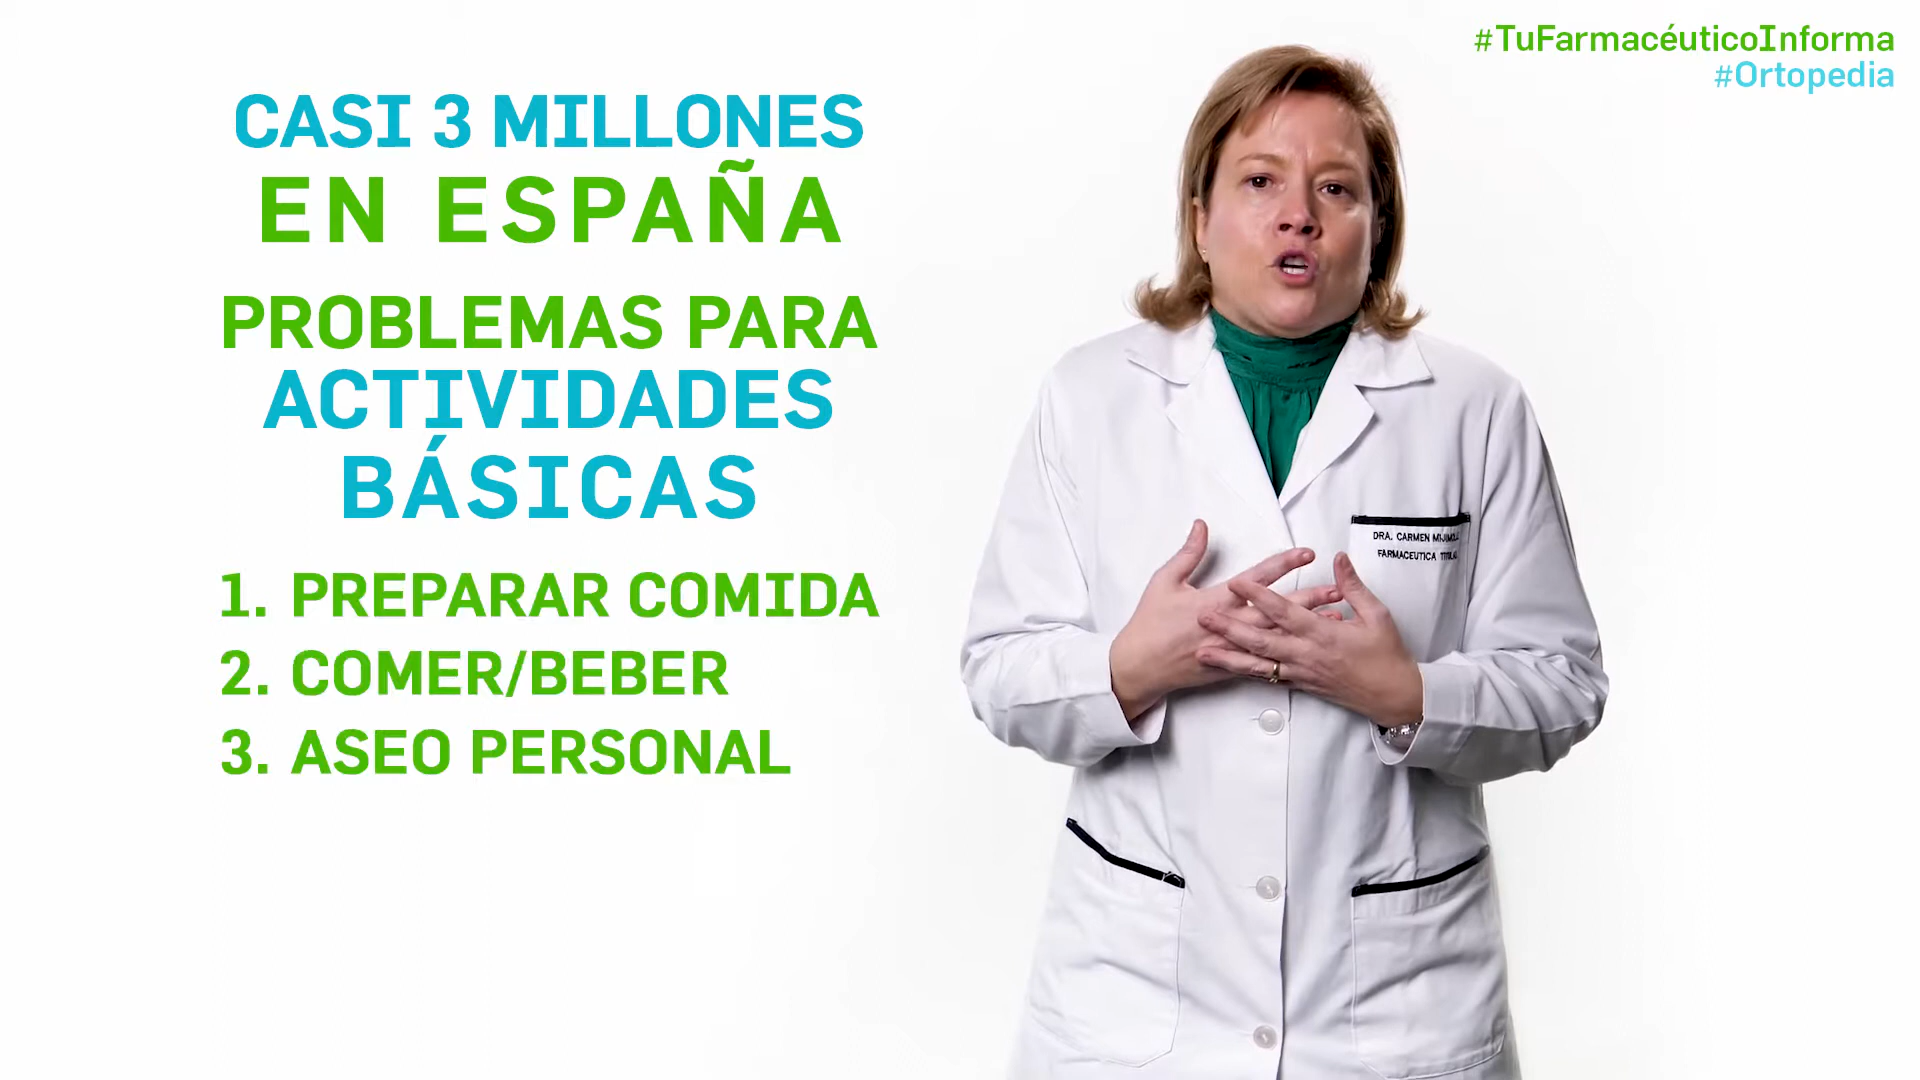 #TuFarmacéuticoInforma
#Ortopedia
CASI 3 MILLONES
EN ESPAÑA
PROBLEMAS PARA
ACTIVIDADES
BÁSICAS
1. PREPARAR COMIDA
2. COMER/BEBER
3. ASEO PERSONAL
DRA. CARMEN
FARMACEUTICA